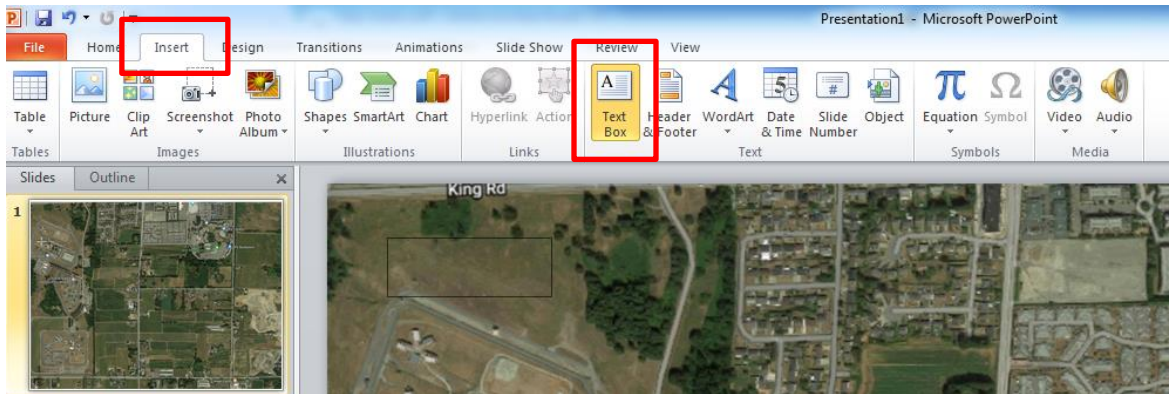 Presentation1 - Microsoft PowerPoint
File Home Insert Design Transitions Animations Slide Show Review View
Table Picture Clip Art Screenshot Photo Album Shapes SmartArt Chart Hyperlink Action A Text Box Header & Footer A WordArt 5 Date & Time # Slide Number Object π Equation Ω Symbol Video Audio
Tables Images Illustrations Links Text Symbols Media
Slides Outline
King Rd
1